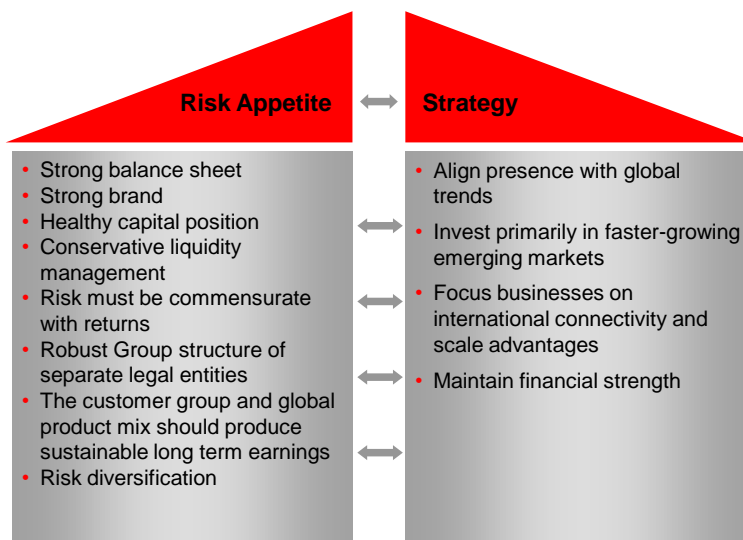 Risk Appetite
Strategy
• Strong balance sheet
• Strong brand
• Healthy capital position
• Conservative liquidity
management
• Risk must be commensurate
with returns
• Robust Group structure of
separate legal entities
• The customer group and global
product mix should produce
sustainable long term earnings
• Risk diversification
• Align presence with global
trends
• Invest primarily in faster-growing
emerging markets
• Focus businesses on
international connectivity and
scale advantages
• Maintain financial strength